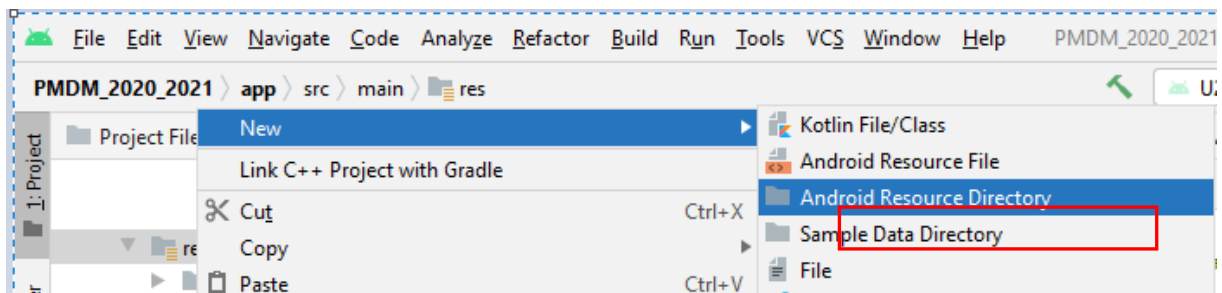 File Edit View Navigate Code Analyze Refactor Build Run Tools VCS Window Help PMDM_2020_2021
PMDM_2020_2021 app src main res
1: Project
Project File
New
Link C++ Project with Gradle
Cut Ctrl+X
Copy
Paste Ctrl+V
Kotlin File/Class
Android Resource File
Android Resource Directory
Sample Data Directory
File